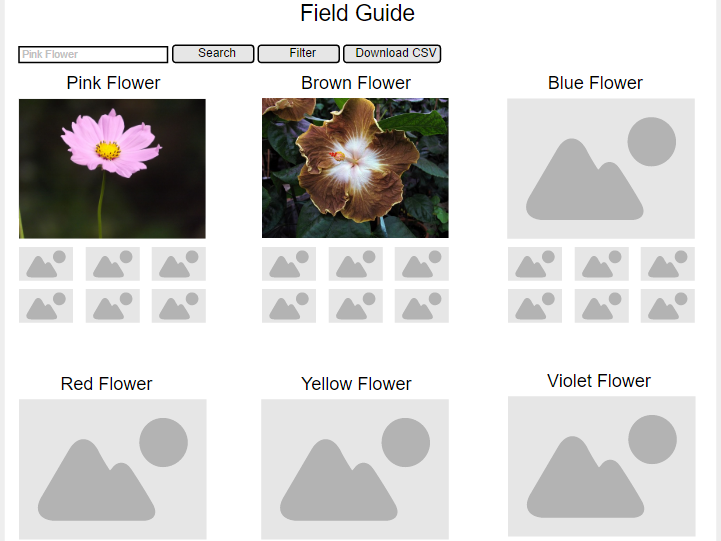 Field Guide
Pink Flower
Search
Filter
Download CSV
Pink Flower
Brown Flower
Blue Flower
Red Flower
Yellow Flower
Violet Flower